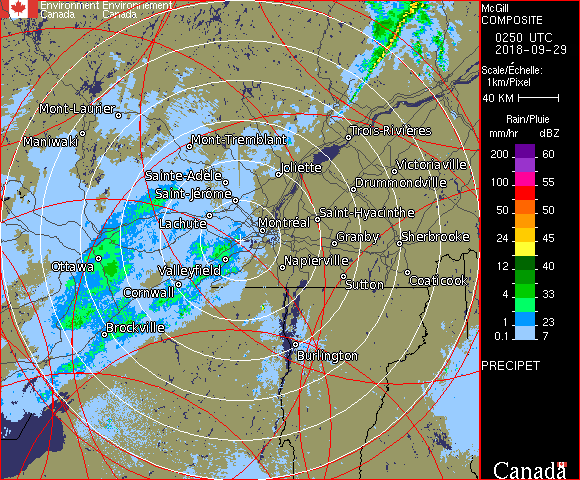 Environment Environnement
Canada Canada
Mont-Laurier
Maniwaki
Mont-Tremblant
Trois-Rivières
Joliette
Victoriaville
Sainte-Adèle
Drummondville
Saint-Jérôme
Saint-Hyacinthe
Lachute
Montréal
Granby
Sherbrooke
Ottawa
Valleyfield
Napierville
Cornwall
Sutton
Coaticook
Brockville
Burlington
McGill
COMPOSITE
0250 UTC
2018-09-29
Scale/Échelle:
1km/Pixel
40 KM
Rain/Pluie
mm/hr dBZ
200 60
100 55
50 50
24 45
12 40
4 33
1 23
0.1 7
PRECIPET
Canada